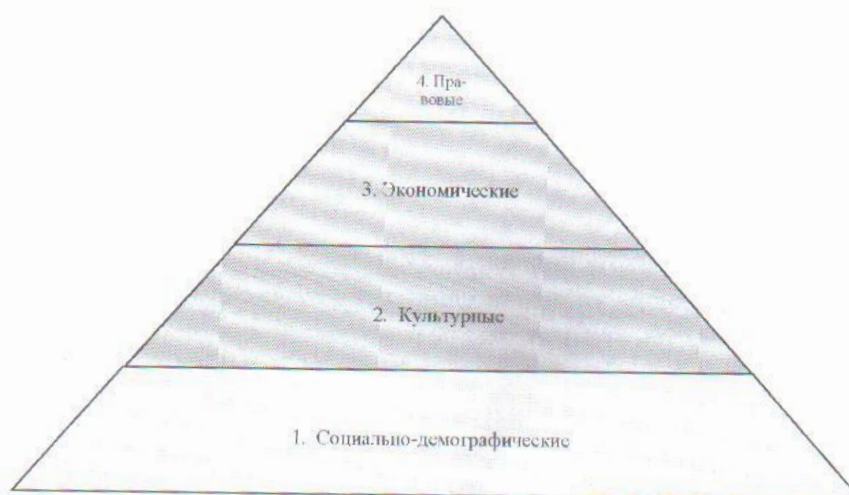 4. Пра-
вовые
3. Экономические
2. Культурные
1. Социально-демографические